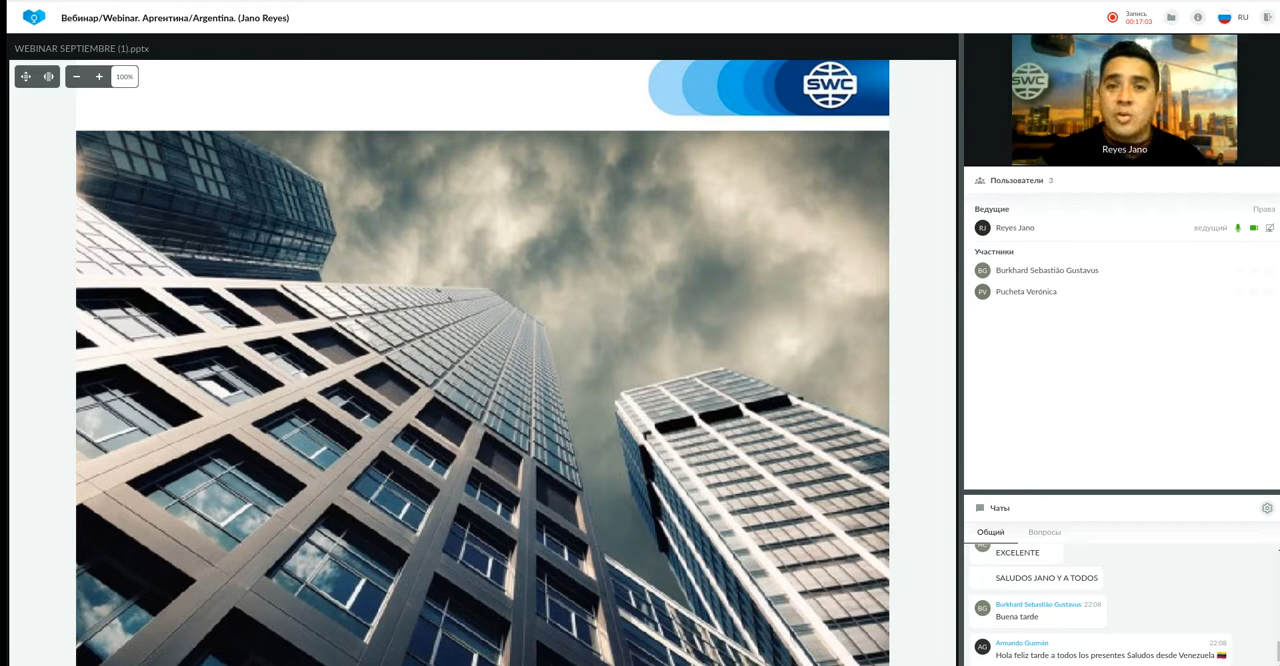 Вебинар/Webinar. Аргентина/Argentina. (Jano Reyes)
Запись
00:17:03
RU
WEBINAR SEPTIEMBRE (1).pptx
100%
SWC
SWC
Reyes Jano
Пользователи 3
Ведущие Права
RJ Reyes Jano ведущий
Участники
BG Burkhard Sebastião Gustavus
PV Pucheta Verónica
Чаты
Общий Вопросы
EXCELENTE
SALUDOS JANO Y A TODOS
BG Burkhard Sebastião Gustavus 22:08
Buena tarde
AG Armando Guzmán 22:08
Hola feliz tarde a todos los presentes Saludos desde Venezuela 🇻🇪